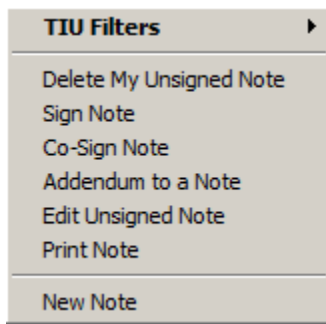 TIU Filters
Delete My Unsigned Note
Sign Note
Co-Sign Note
Addendum to a Note
Edit Unsigned Note
Print Note
New Note